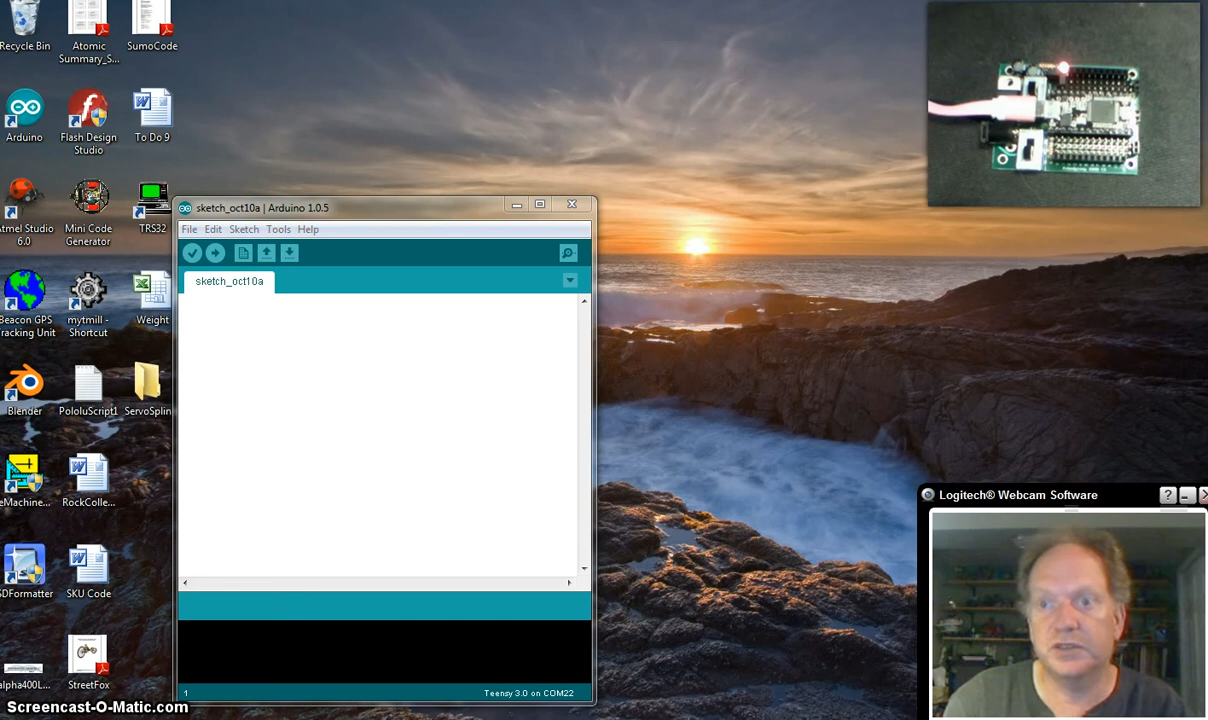 Recycle Bin
Atomic
Summary_S...
SumoCode
Arduino
Flash Design
Studio
To Do 9
Atmel Studio
6.0
Mini Code
Generator
TRS32
Beacon GPS
Tracking Unit
mytmill -
Shortcut
Weight
Blender
PololuScript1
ServoSplin
eMachine...
RockColle...
SDFormatter
SKU Code
alpha400L...
StreetFox
sketch_oct10a | Arduino 1.0.5
File Edit Sketch Tools Help
sketch_oct10a
1
Teensy 3.0 on COM22
Logitech® Webcam Software
Screencast-O-Matic.com